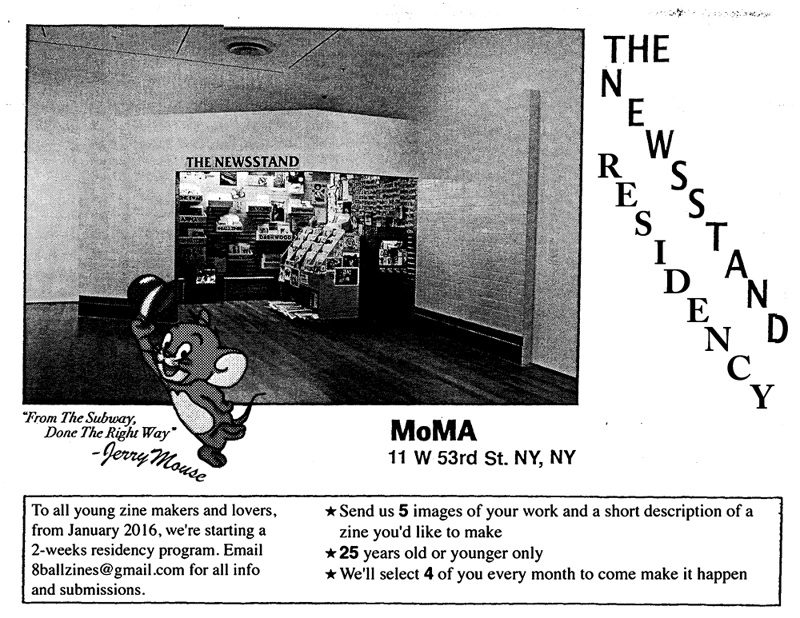 THE
NEWSSTAND
RESIDENCY
THE NEWSSTAND
"From The Subway,
Done The Right Way"
-Jerry Mouse
MoMA
11 W 53rd St. NY, NY
To all young zine makers and lovers,
from January 2016, we're starting a
2-weeks residency program. Email
8ballzines@gmail.com for all info
and submissions.
★Send us 5 images of your work and a short description of a
zine you'd like to make
★25 years old or younger only
★We'll select 4 of you every month to come make it happen